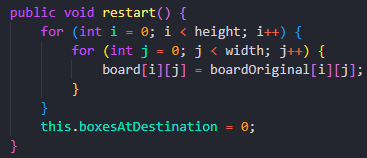 public void restart() {
    for (int i = 0; i < height; i++) {
        for (int j = 0; j < width; j++) {
            board[i][j] = boardOriginal[i][j];
        }
    }
    this.boxesAtDestination = 0;
}